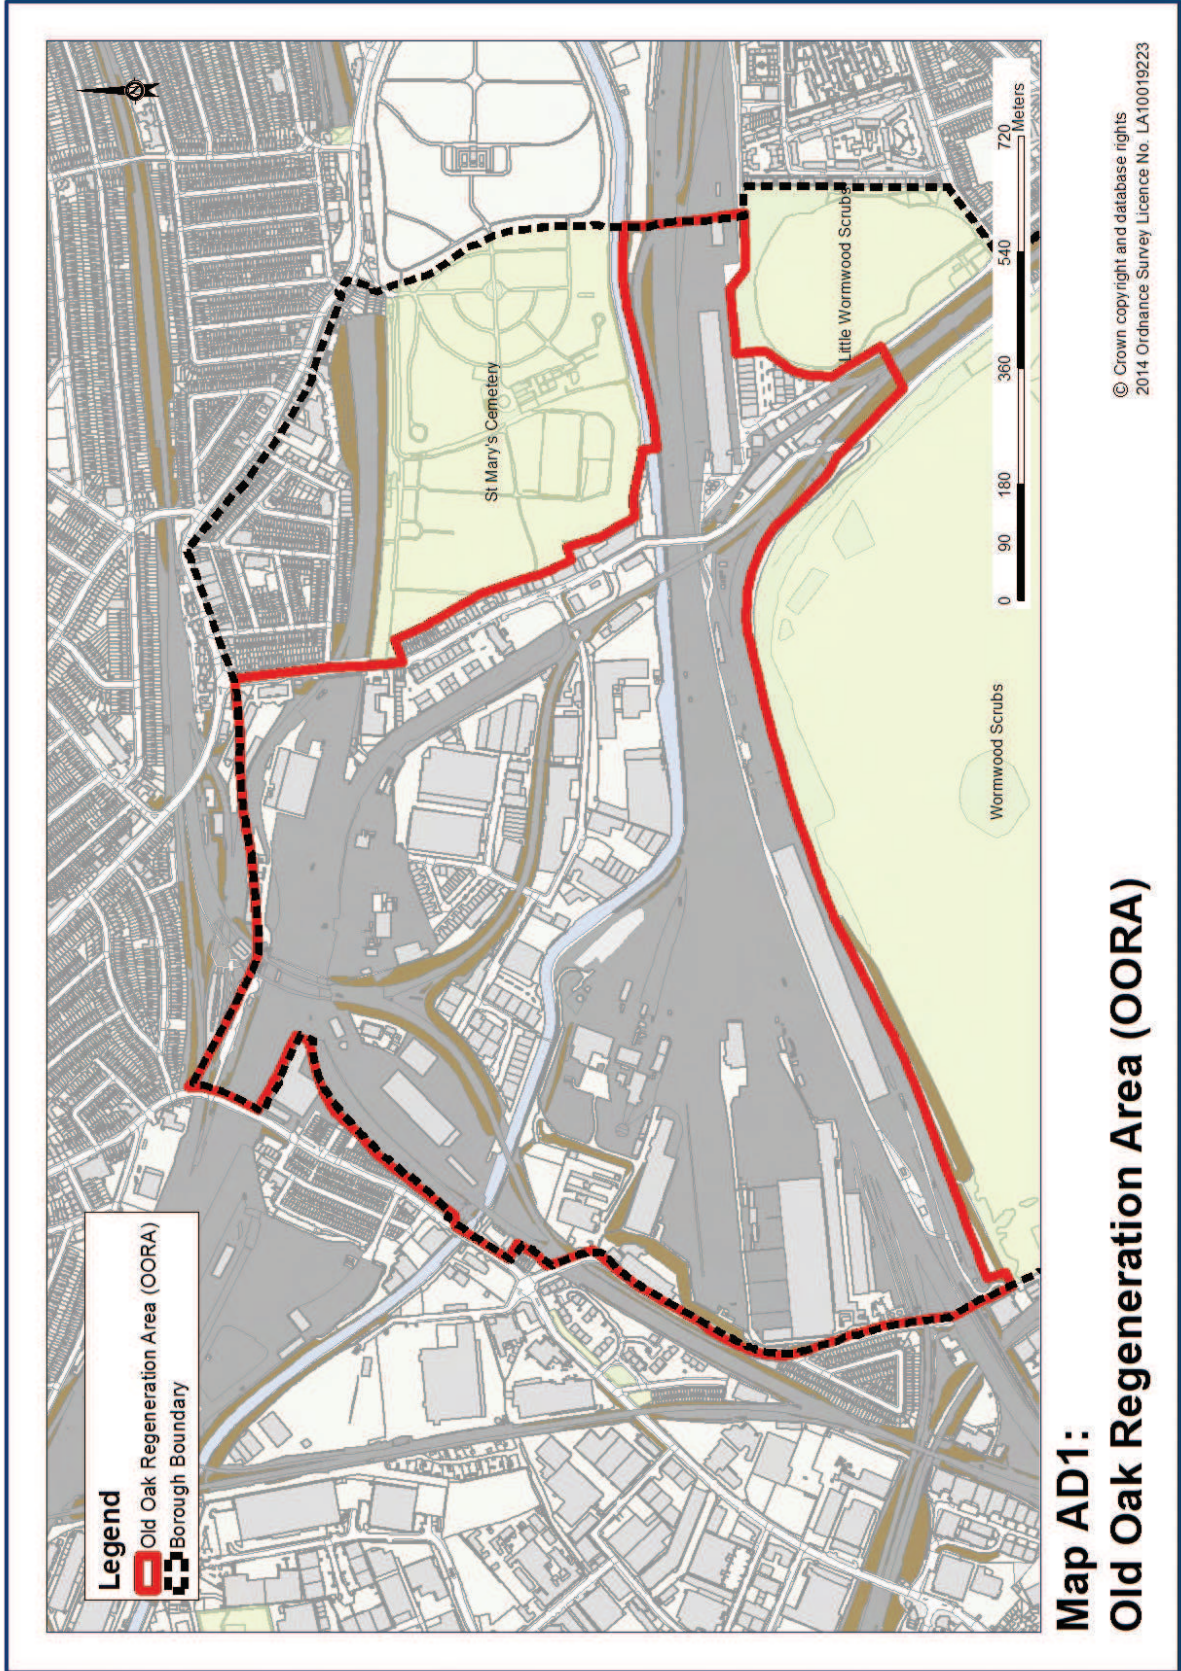 Legend
Old Oak Regeneration Area (OORA)
Borough Boundary
N
St Mary's Cemetery
Little Wormwood Scrubs
Wormwood Scrubs
0 90 180 360 540 720
Meters
Map AD1:
Old Oak Regeneration Area (OORA)
© Crown copyright and database rights
2014 Ordnance Survey Licence No. LA10019223